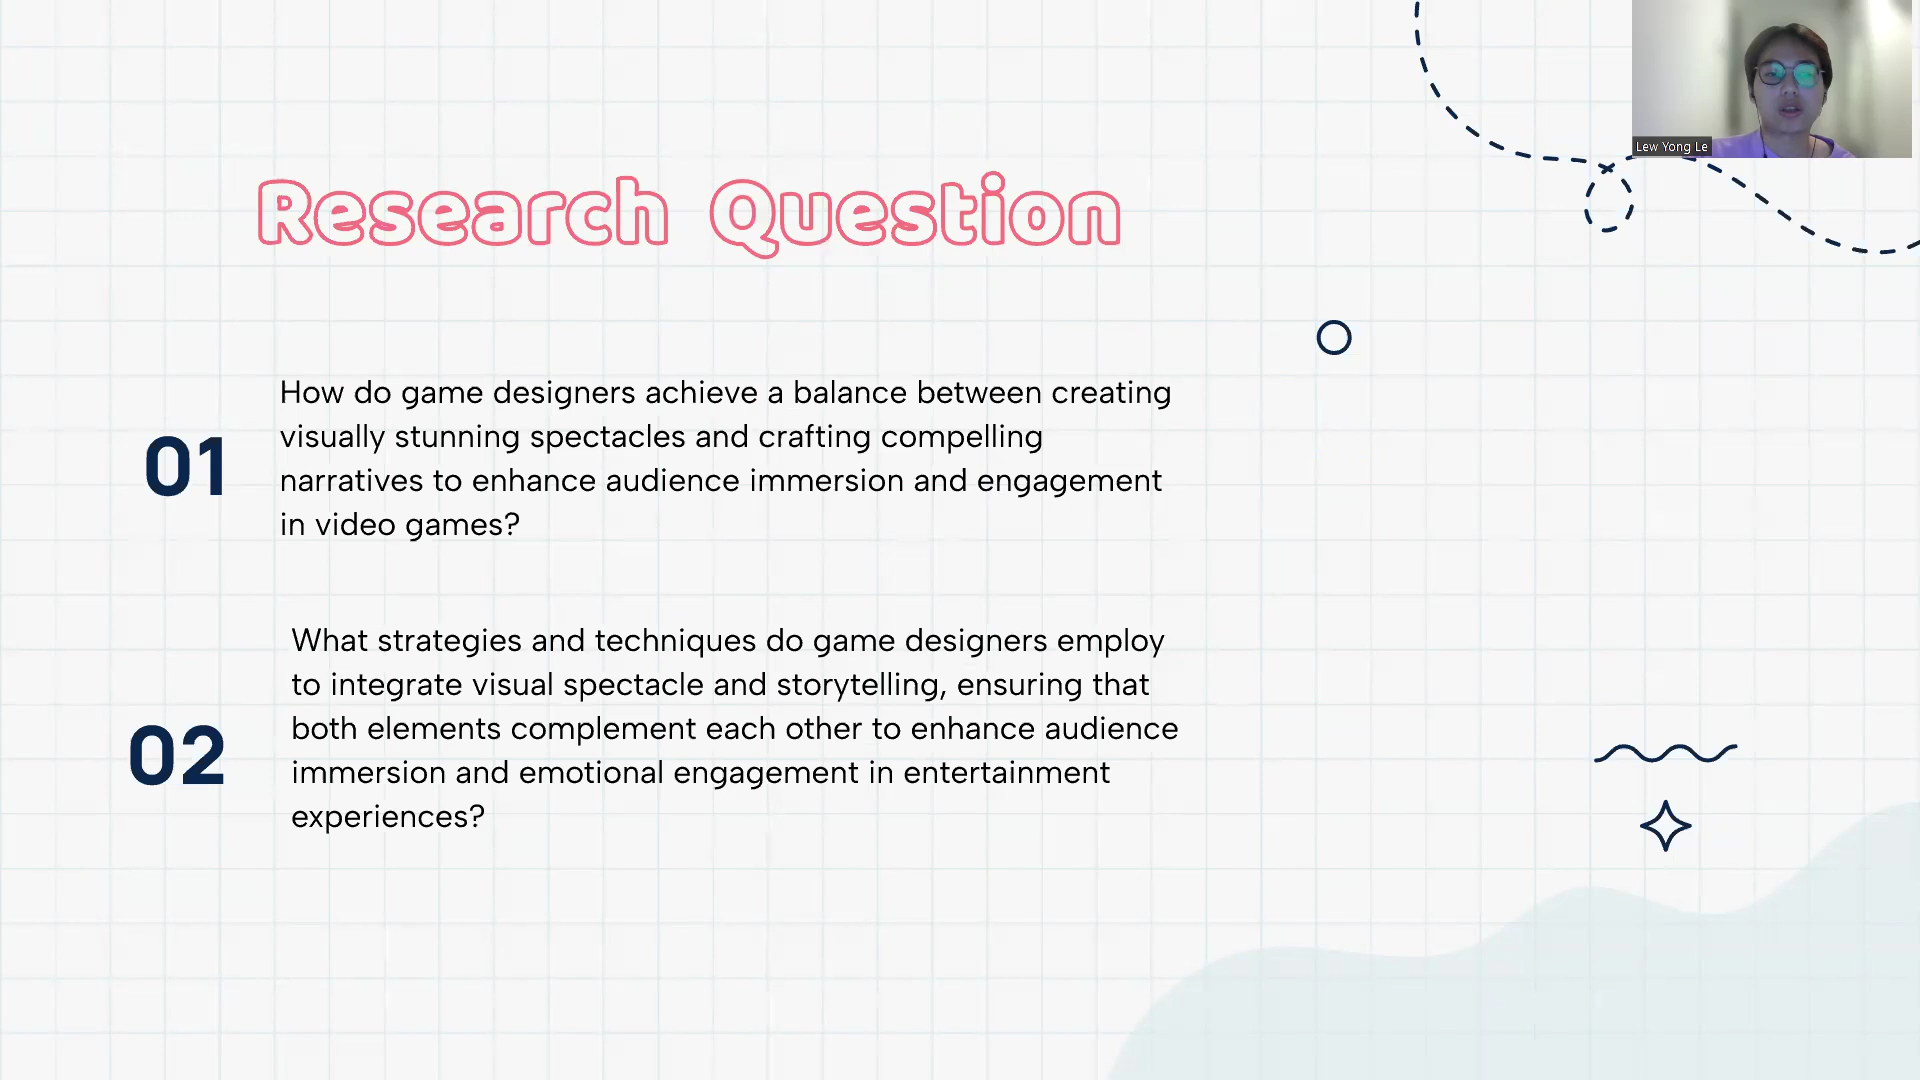 Lew Yong Le
Research Question
01
How do game designers achieve a balance between creating
visually stunning spectacles and crafting compelling
narratives to enhance audience immersion and engagement
in video games?
02
What strategies and techniques do game designers employ
to integrate visual spectacle and storytelling, ensuring that
both elements complement each other to enhance audience
immersion and emotional engagement in entertainment
experiences?